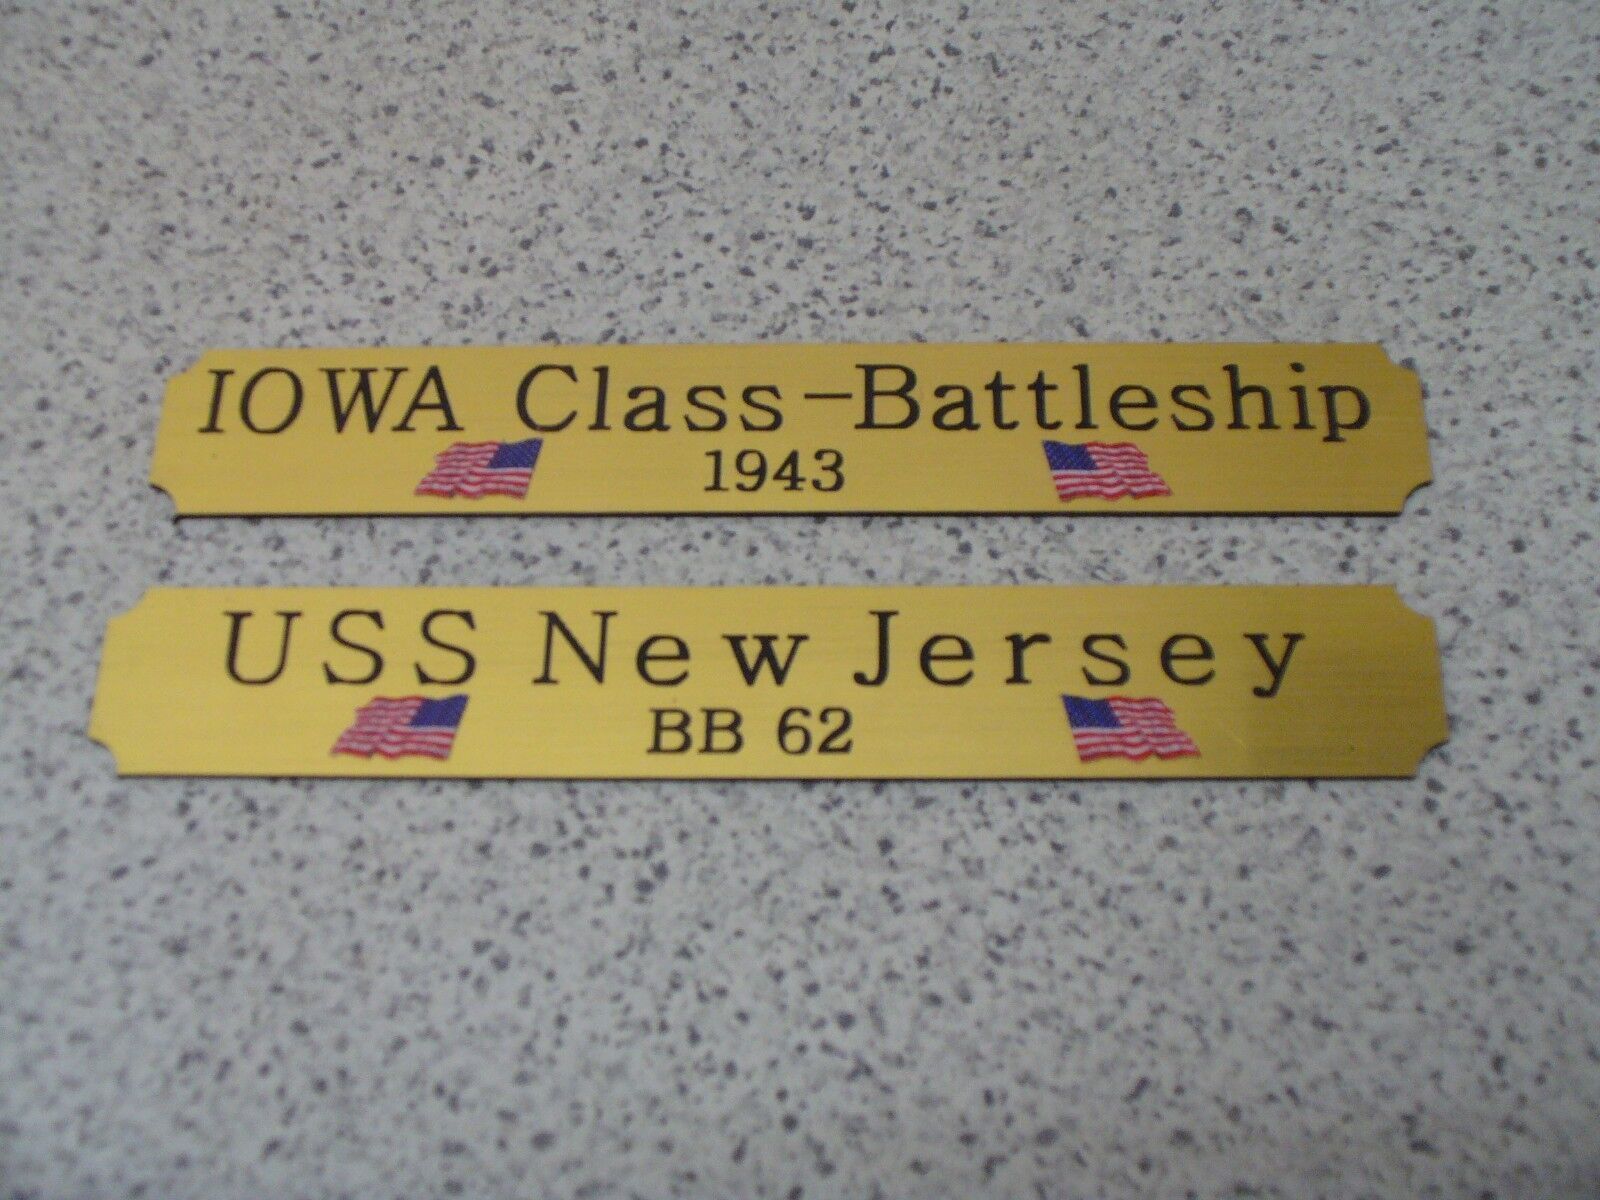 IOWA Class-Battleship
1943
USS New Jersey
BB 62